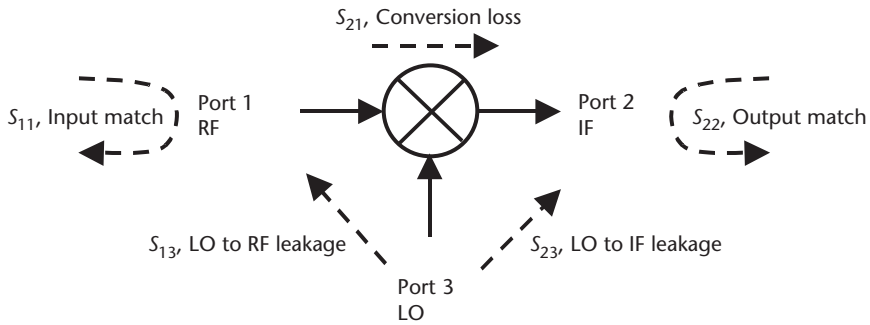 S21, Conversion loss
Port 1
RF
Port 2
IF
S11, Input match
S22, Output match
S13, LO to RF leakage
S23, LO to IF leakage
Port 3
LO